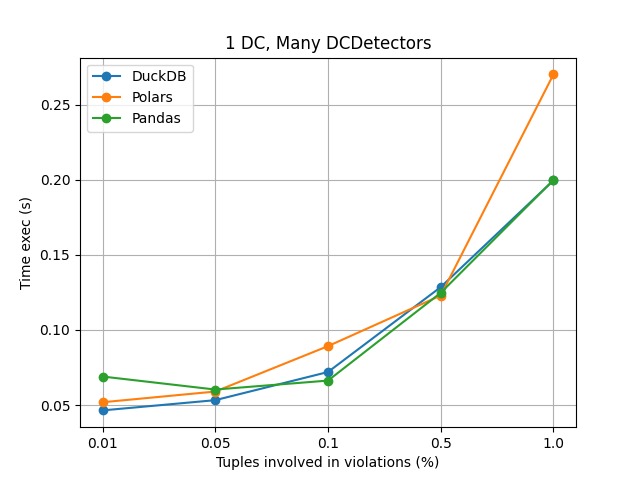 1 DC, Many DCDetectors
DuckDB
Polars
Pandas
Time exec (s)
0.25
0.20
0.15
0.10
0.05
0.01 0.05 0.1 0.5 1.0
Tuples involved in violations (%)